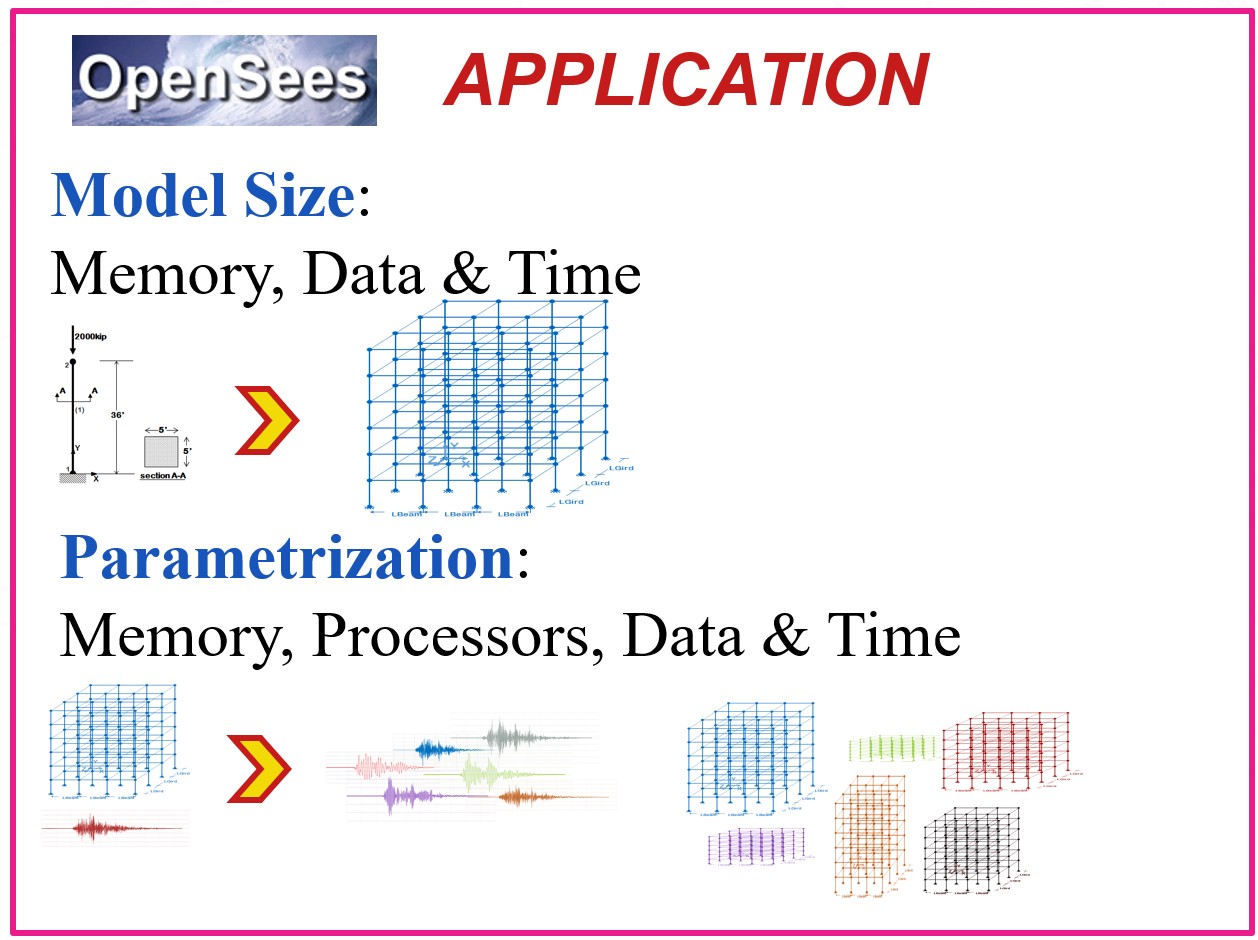 OpenSees
APPLICATION
Model Size:
Memory, Data & Time
2000kip
2
A A
(1)
36'
5'
5'
Y
1
X
section A-A
Y
Z X
LGird
LGird
LGird
LBeam LBeam LBeam
Parametrization:
Memory, Processors, Data & Time